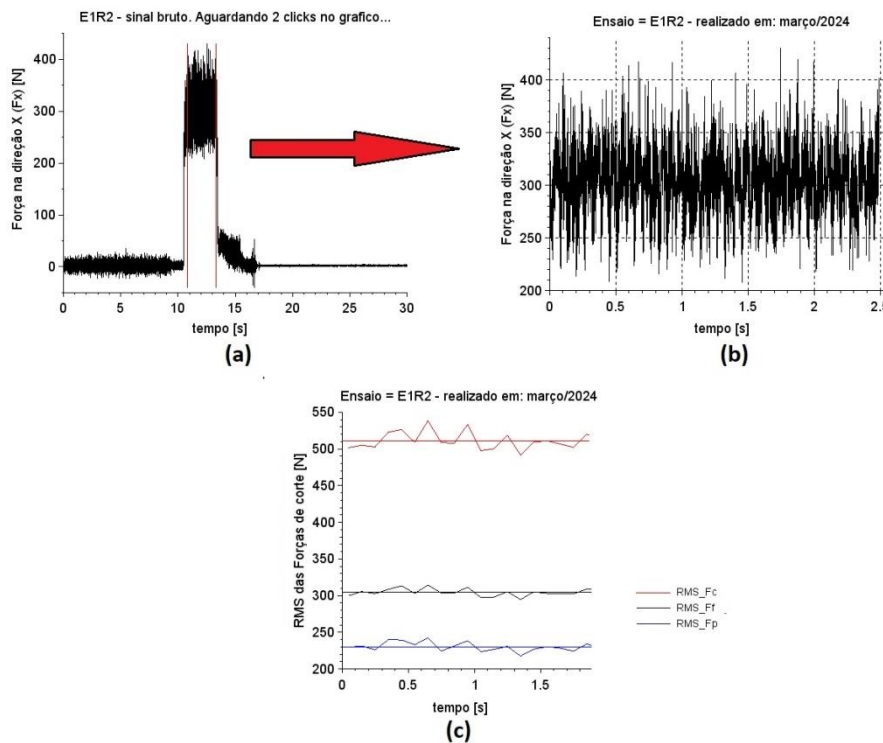 E1R2 - sinal bruto. Aguardando 2 clicks no grafico...
Força na direção X (Fx) [N]
400
300
200
100
0
0 5 10 15 20 25 30
tempo [s]
(a)
Ensaio = E1R2 - realizado em: março/2024
Força na direção X (Fx) [N]
400
350
300
250
200
0 0.5 1 1.5 2 2.5
tempo [s]
(b)
Ensaio = E1R2 - realizado em: março/2024
RMS das Forças de corte [N]
550
500
450
400
350
300
250
200
0 0.5 1 1.5
tempo [s]
RMS_Fc
RMS_Ff
RMS_Fp
(c)